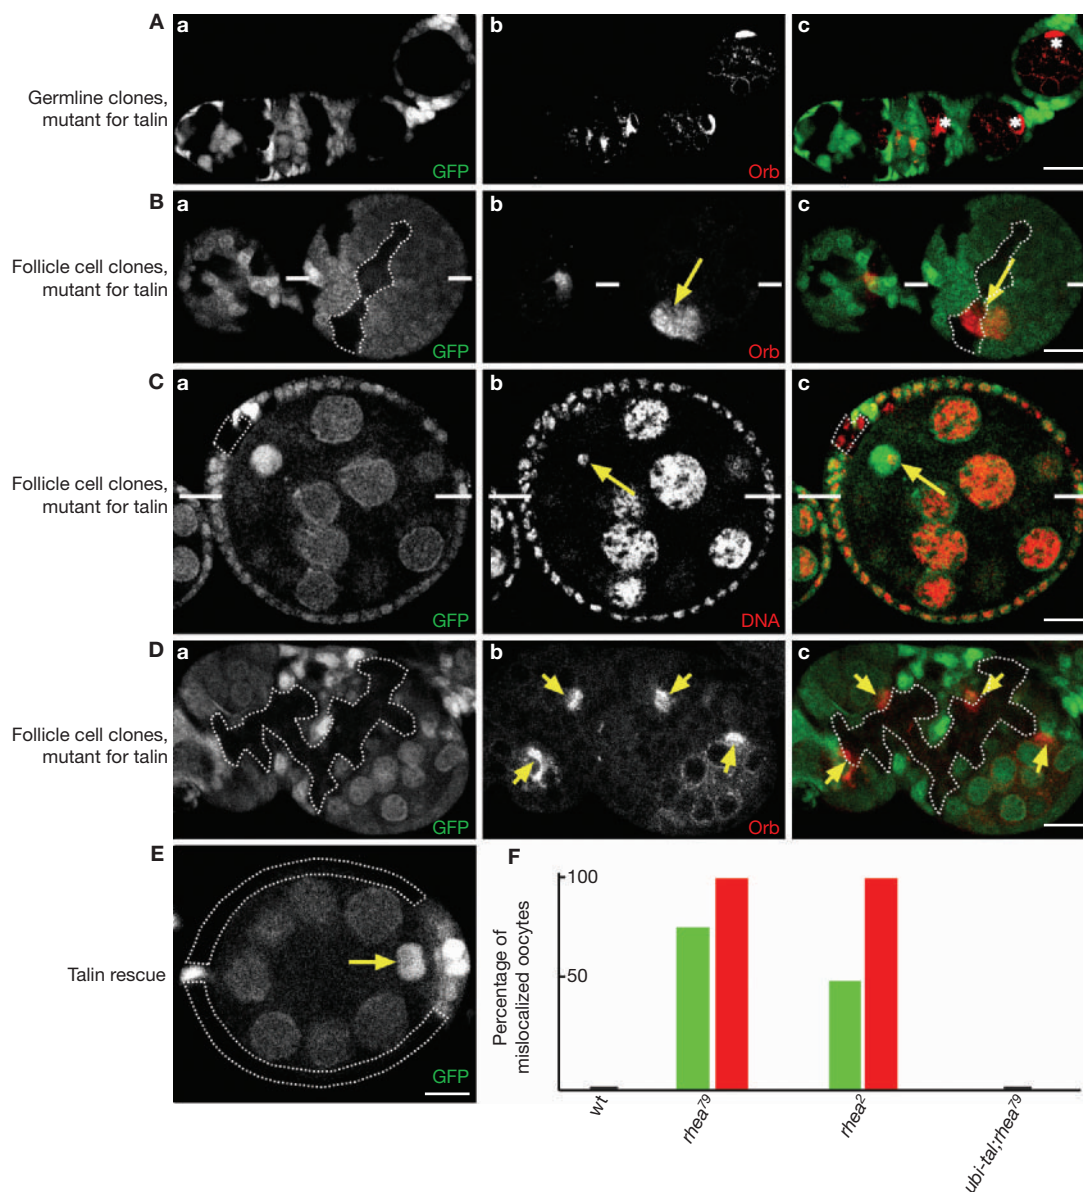 A
a
b
c
Germline clones,
mutant for talin
GFP
Orb
B
a
b
c
Follicle cell clones,
mutant for talin
GFP
Orb
C
a
b
c
Follicle cell clones,
mutant for talin
GFP
DNA
D
a
b
c
Follicle cell clones,
mutant for talin
GFP
Orb
E
Talin rescue
GFP
F
Percentage of
mislocalized oocytes
100
50
wt
rhea79
rhea2
ubi-tal;rhea79